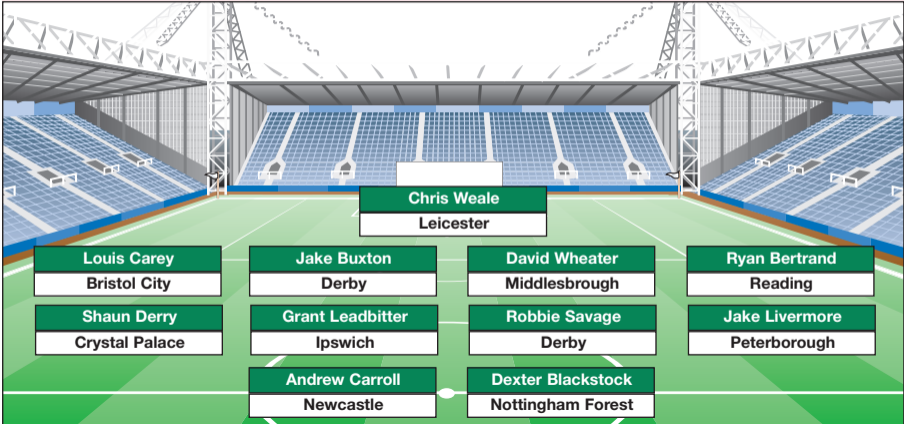 Chris Weale
Leicester
Louis Carey
Bristol City
Jake Buxton
Derby
David Wheater
Middlesbrough
Ryan Bertrand
Reading
Shaun Derry
Crystal Palace
Grant Leadbitter
Ipswich
Robbie Savage
Derby
Jake Livermore
Peterborough
Andrew Carroll
Newcastle
Dexter Blackstock
Nottingham Forest